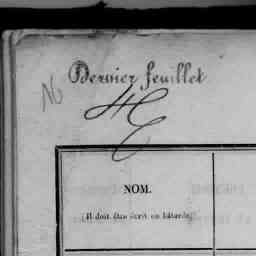 Dernier feuillet
NOM.
(Il doit être écrit en bâtarde.)